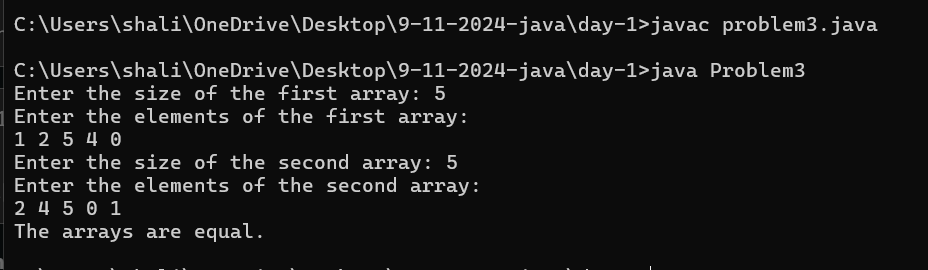 C:\Users\shali\OneDrive\Desktop\9-11-2024-java\day-1>javac problem3.java
C:\Users\shali\OneDrive\Desktop\9-11-2024-java\day-1>java Problem3
Enter the size of the first array: 5
Enter the elements of the first array:
1 2 5 4 0
Enter the size of the second array: 5
Enter the elements of the second array:
2 4 5 0 1
The arrays are equal.